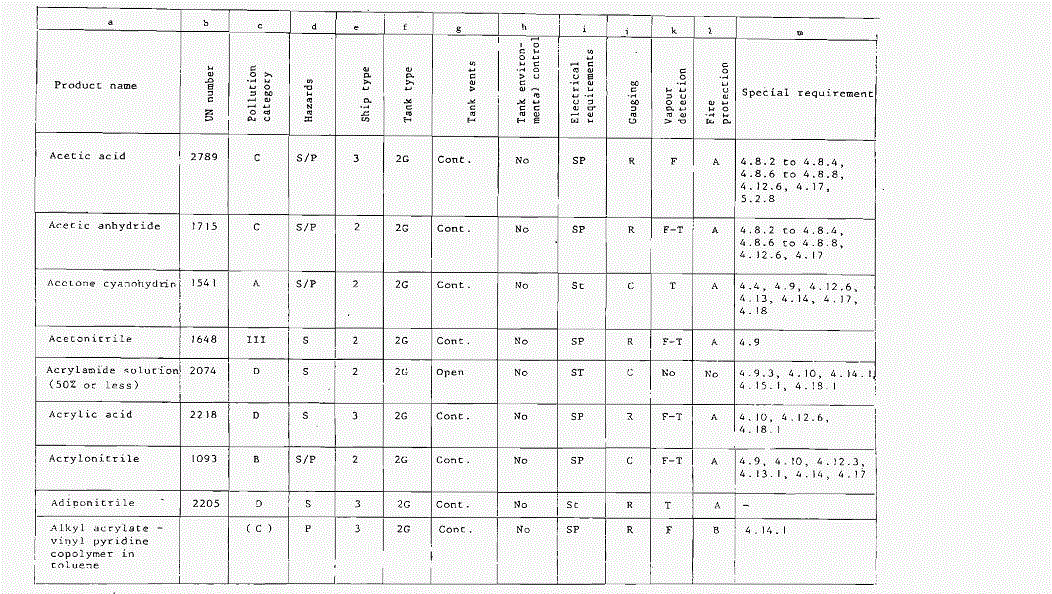 a b c d e f g h i j k l m
Product name UN number Pollution category Hazards Ship type Tank type Tank vents Tank environ- mental control Electrical requirements Gauging Vapour detection Fire protection Special requirement
Acetic acid 2789 C S/P 3 2G Cont. No SP R F A 4.8.2 to 4.8.4,
4.8.6 to 4.8.8,
4.12.6, 4.17,
5.2.8
Acetic anhydride 1715 C S/P 2 2G Cont. No SP R F-T A 4.8.2 to 4.8.4,
4.8.6 to 4.8.8,
4.12.6, 4.17
Acetone cyanohydrin 1541 A S/P 2 2G Cont. No St C T A 4.4, 4.9, 4.12.6,
4.13, 4.14, 4.17,
4.18
Acetonitrile 1648 III S 2 2G Cont. No SP R F-T A 4.9
Acrylamide solution 2074 D S 2 2G Open No ST C No No 4.9.3, 4.10, 4.14.1,
(50% or less) 4.15.1, 4.18.1
Acrylic acid 2218 D S 3 2G Cont. No SP R F-T A 4.10, 4.12.6,
4.18.1
Acrylonitrile 1093 B S/P 2 2G Cont. No SP C F-T A 4.9, 4.10, 4.12.3,
4.13.1, 4.14, 4.17
Adiponitrile 2205 D S 3 2G Cont. No St R T A -
Alkyl acrylate - (C) P 3 2G Cont. No SP R F B 4.14.1
vinyl pyridine
copolymer in
toluene